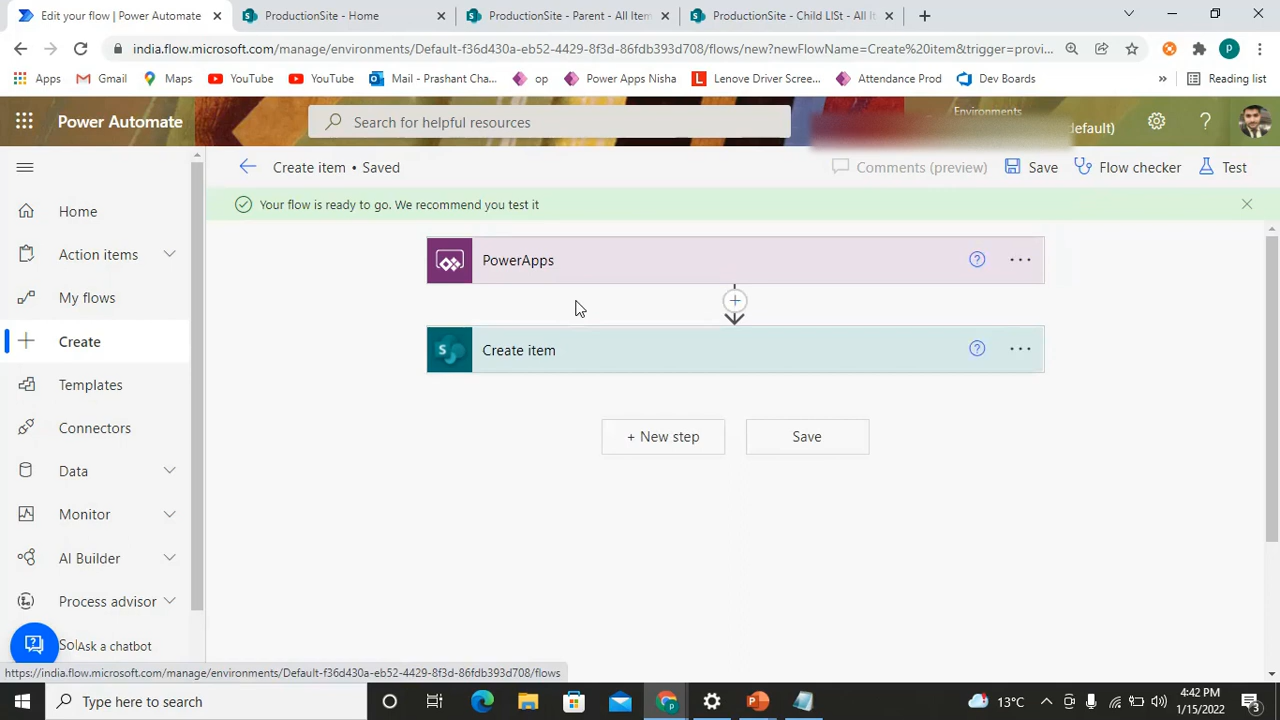 Edit your flow | Power Automate
ProductionSite - Home
ProductionSite - Parent - All Item
ProductionSite - Child LISt - All I
india.flow.microsoft.com/manage/environments/Default-f36d430a-eb52-4429-8f3d-86fdb393d708/flows/new?newFlowName=Create%20item&trigger=provi...
P
Apps
Gmail
Maps
YouTube
YouTube
Mail - Prashant Cha...
op
Power Apps Nisha
Lenove Driver Scree...
Attendance Prod
Dev Boards
»
Reading list
Power Automate
Search for helpful resources
Environments
default)
?
Create item • Saved
Comments (preview)
Save
Flow checker
Test
Your flow is ready to go. We recommend you test it
Home
Action items
My flows
Create
Templates
Connectors
Data
Monitor
AI Builder
Process advisor
Sol
Ask a chatbot
PowerApps
Create item
+ New step
Save
https://india.flow.microsoft.com/manage/environments/Default-f36d430a-eb52-4429-8f3d-86fdb393d708/flows
Type here to search
13°C
4:42 PM
1/15/2022
3